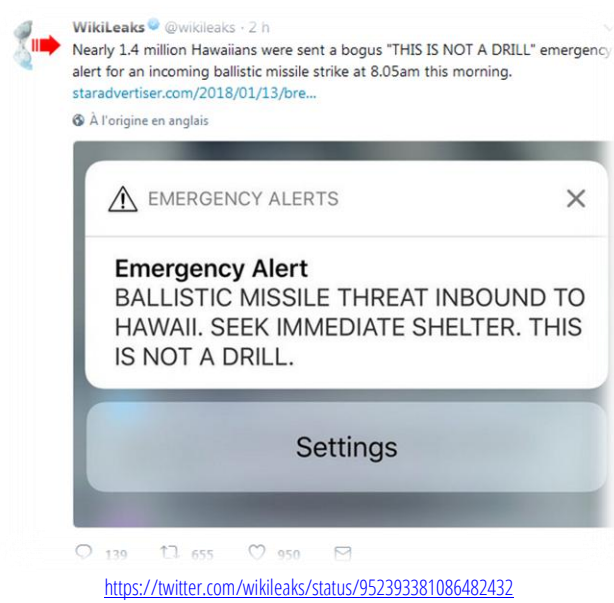 WikiLeaks @wikileaks · 2 h
Nearly 1.4 million Hawaiians were sent a bogus "THIS IS NOT A DRILL" emergency
alert for an incoming ballistic missile strike at 8.05am this morning.
staradvertiser.com/2018/01/13/bre...
À l'origine en anglais
EMERGENCY ALERTS
Emergency Alert
BALLISTIC MISSILE THREAT INBOUND TO
HAWAII. SEEK IMMEDIATE SHELTER. THIS
IS NOT A DRILL.
Settings
139 655 950
https://twitter.com/wikileaks/status/952393381086482432